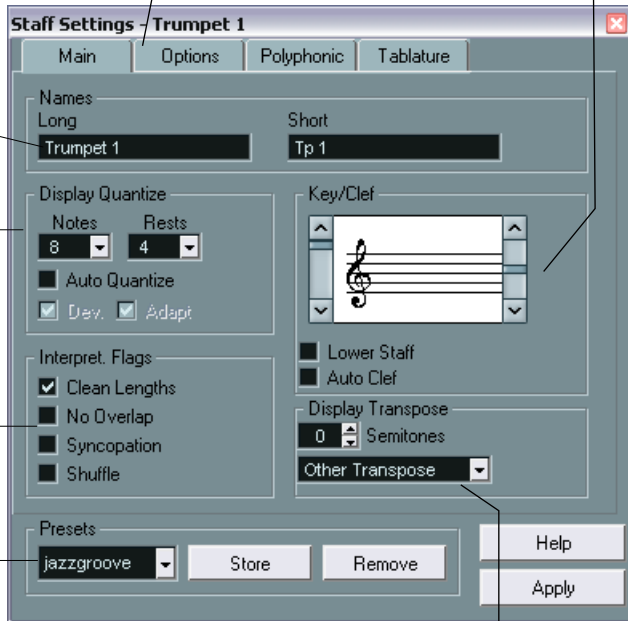 Staff Settings - Trumpet 1
Main Options Polyphonic Tablature
Names
Long Short
Trumpet 1 Tp 1
Display Quantize
Notes Rests
8 4
Auto Quantize
Dev. Adapt
Key/Clef
Lower Staff
Auto Clef
Interpret. Flags
Clean Lengths
No Overlap
Syncopation
Shuffle
Display Transpose
0 Semitones
Other Transpose
Presets
jazzgroove Store Remove
Help
Apply